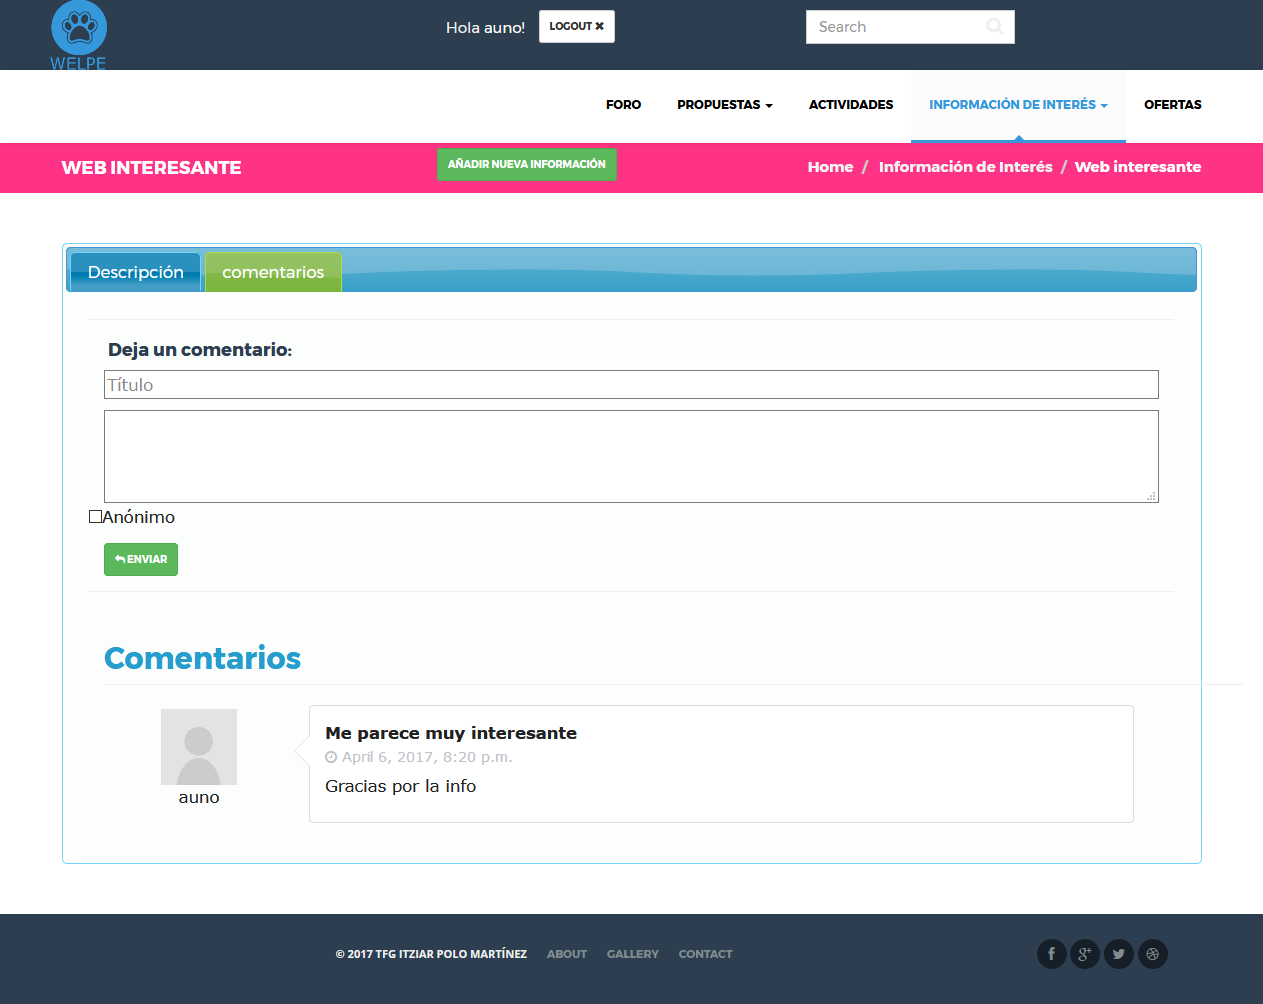 WELPE
Hola auno!
LOGOUT ✖
Search
FORO
PROPUESTAS
ACTIVIDADES
INFORMACIÓN DE INTERÉS
OFERTAS
WEB INTERESANTE
AÑADIR NUEVA INFORMACIÓN
Home / Información de Interés / Web interesante
Descripción
comentarios
Deja un comentario:
Título
Anónimo
ENVIAR
Comentarios
auno
Me parece muy interesante
April 6, 2017, 8:20 p.m.
Gracias por la info
© 2017 TFG ITZIAR POLO MARTÍNEZ
ABOUT
GALLERY
CONTACT